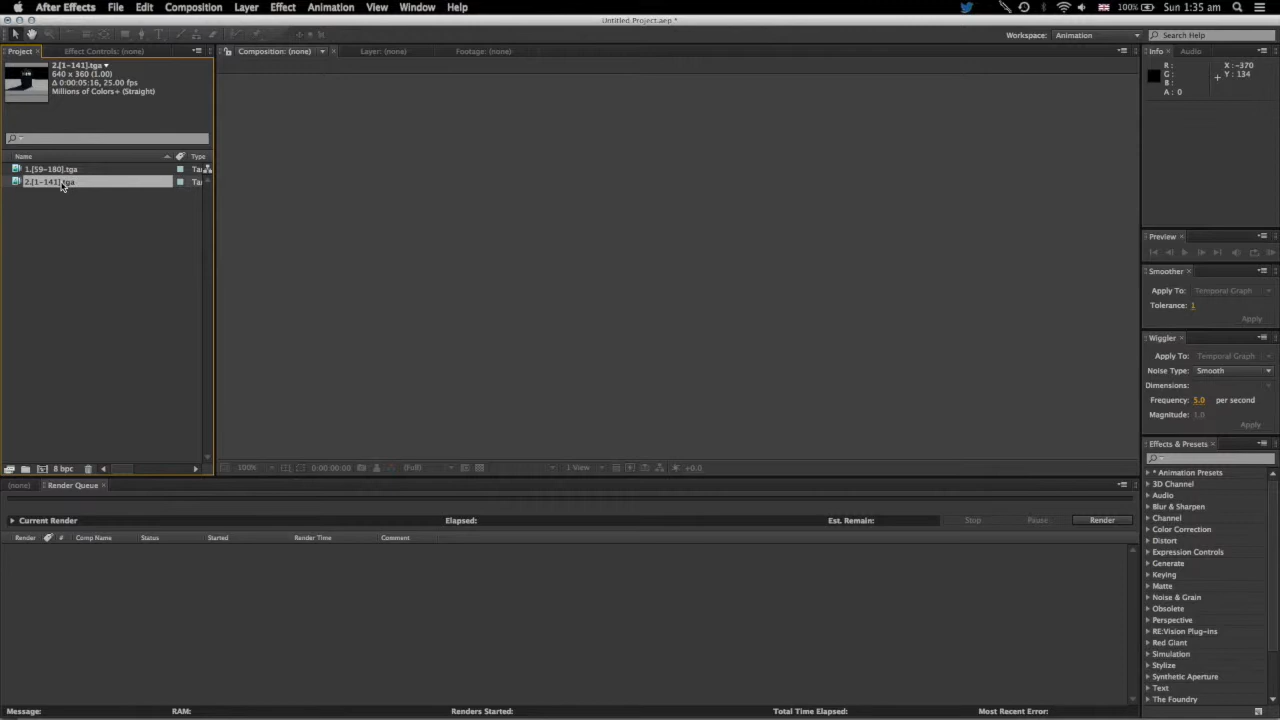 After Effects File Edit Composition Layer Effect Animation View Window Help 100% Sun 1:35 am
Untitled Project.aep *
Workspace: Animation Search Help
Project Effect Controls: (none) Composition: (none) Layer: (none) Footage: (none) Info Audio
2.[1-141].tga
640 x 360 (1.00)
Δ 0:00:05:16, 25.00 fps
Millions of Colors+ (Straight)
R: X: -370
G: Y: 134
B:
A: 0
Name Type
1.[59-180].tga Tar
2.[1-141].tga Tar
Preview
Smoother
Apply To: Temporal Graph
Tolerance: 1
Apply
Wiggler
Apply To: Temporal Graph
Noise Type: Smooth
Dimensions:
Frequency: 5.0 per second
Magnitude: 1.0
Apply
Effects & Presets
8 bpc 100% 0:00:00:00 (Full) 1 View +0.0
(none) Render Queue
Current Render Elapsed: Est. Remain: Stop Pause Render
Render # Comp Name Status Started Render Time Comment
* Animation Presets
3D Channel
Audio
Blur & Sharpen
Channel
Color Correction
Distort
Expression Controls
Generate
Keying
Matte
Noise & Grain
Obsolete
Perspective
RE:Vision Plug-ins
Red Giant
Simulation
Stylize
Synthetic Aperture
Text
The Foundry
Message: RAM: Renders Started: Total Time Elapsed: Most Recent Error: